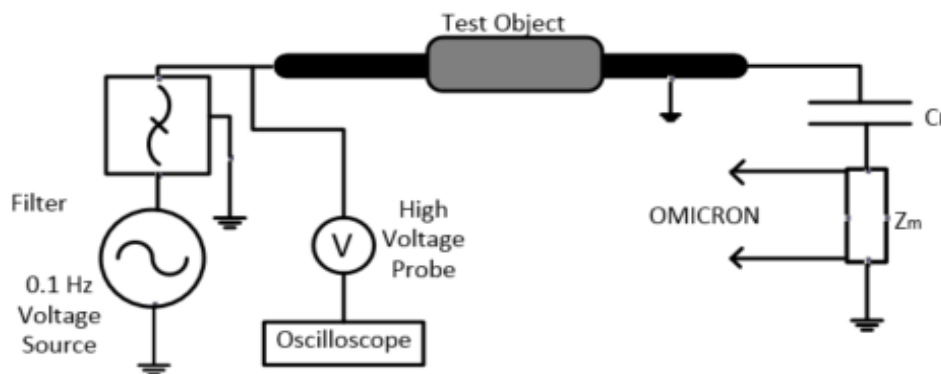 Test Object
Filter
0.1 Hz
Voltage
Source
V
High
Voltage
Probe
Oscilloscope
OMICRON
Zm